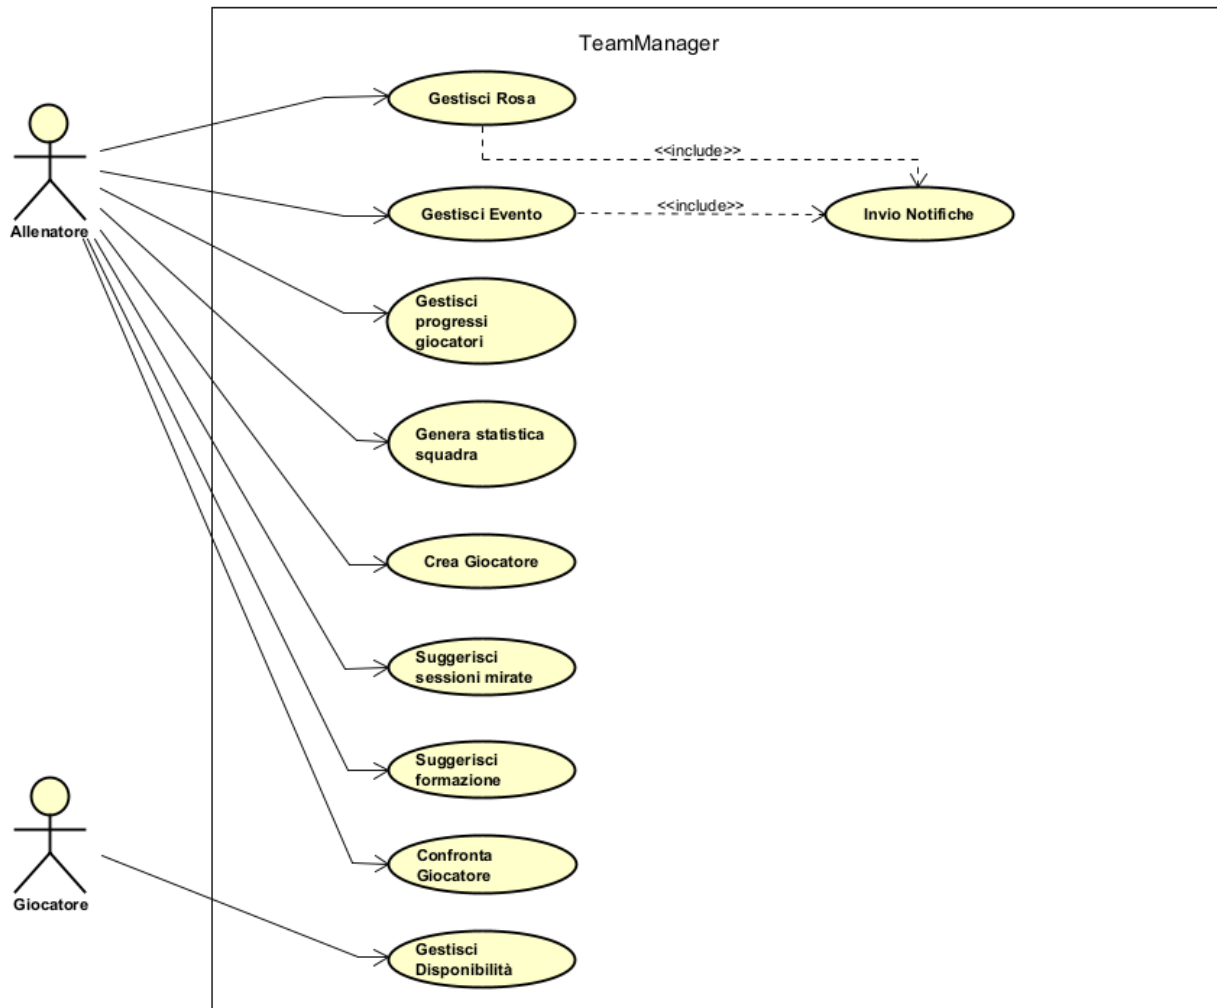 TeamManager
Gestisci Rosa
<<include>>
Allenatore
Gestisci Evento
<<include>>
Invio Notifiche
Gestisci
progressi
giocatori
Genera statistica
squadra
Crea Giocatore
Suggerisci
sessioni mirate
Suggerisci
formazione
Confronta
Giocatore
Giocatore
Gestisci
Disponibilità